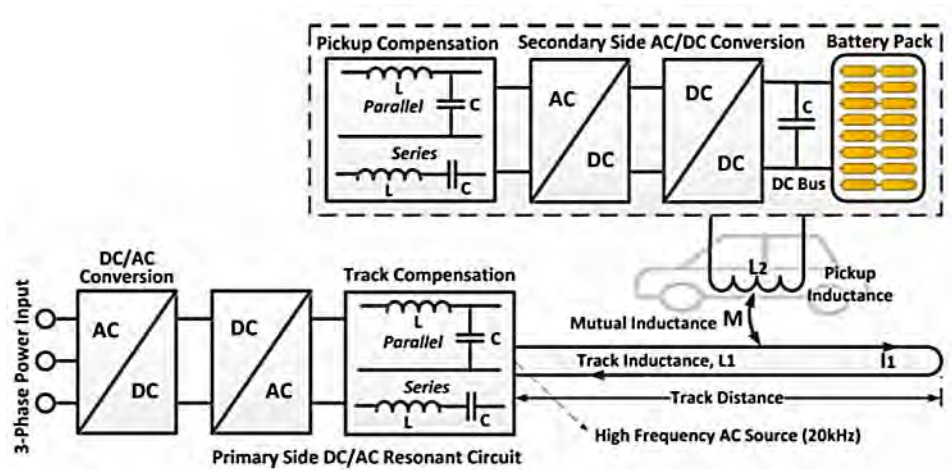 Pickup Compensation
Secondary Side AC/DC Conversion
Battery Pack
L
Parallel
C
Series
L
C
AC
DC
DC
DC
C
DC Bus
DC/AC
Conversion
Track Compensation
L2
Pickup
Inductance
Mutual Inductance M
3-Phase Power Input
AC
DC
DC
AC
L
Parallel
C
Series
L
C
Track Inductance, L1
I1
Track Distance
High Frequency AC Source (20kHz)
Primary Side DC/AC Resonant Circuit